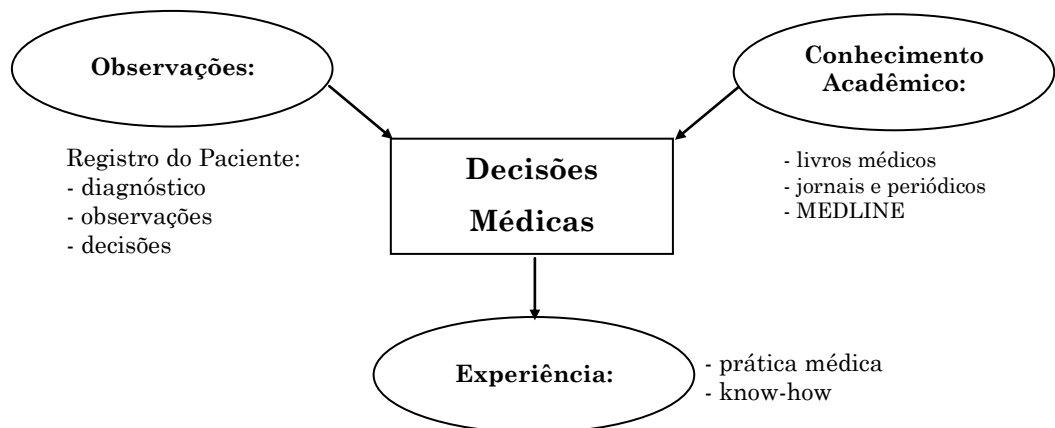 Observações:
Registro do Paciente:
- diagnóstico
- observações
- decisões
Conhecimento
Acadêmico:
- livros médicos
- jornais e periódicos
- MEDLINE
Decisões
Médicas
Experiência:
- prática médica
- know-how